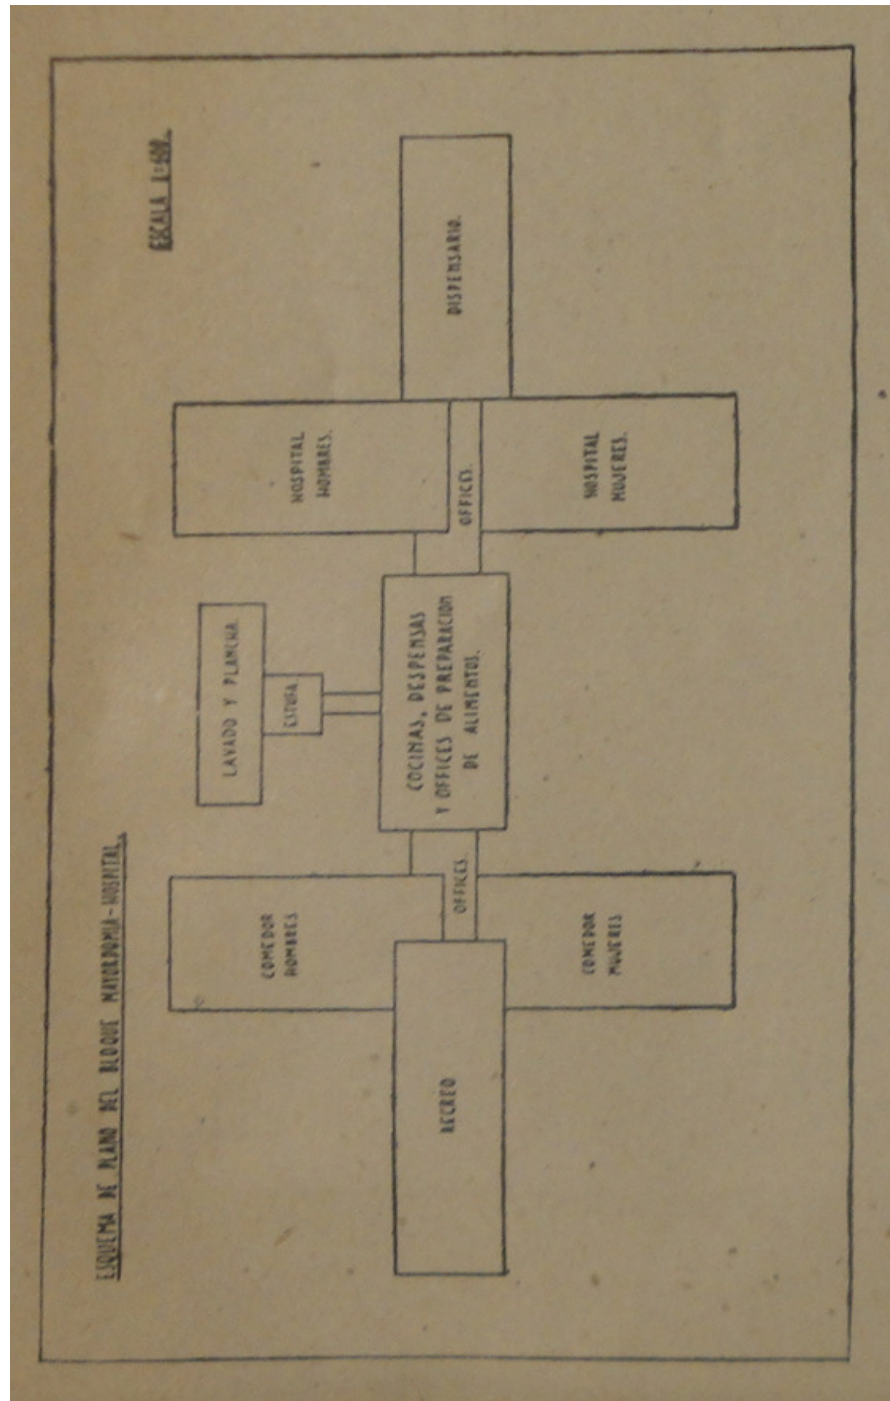 ESQUEMA DE PLANO DEL BLOQUE MAYORDOMIA-HOSPITAL.
ESCALA 1:400.
LAVADO Y PLANCHA.
ESTUFA.
COMEDOR
HOMBRES
HOSPITAL
HOMBRES.
RECREO
OFFICES.
COCINAS, DESPENSAS
Y OFFICES DE PREPARACION
DE ALIMENTOS.
OFFICES.
DISPENSARIO.
COMEDOR
MUJERES
HOSPITAL
MUJERES.